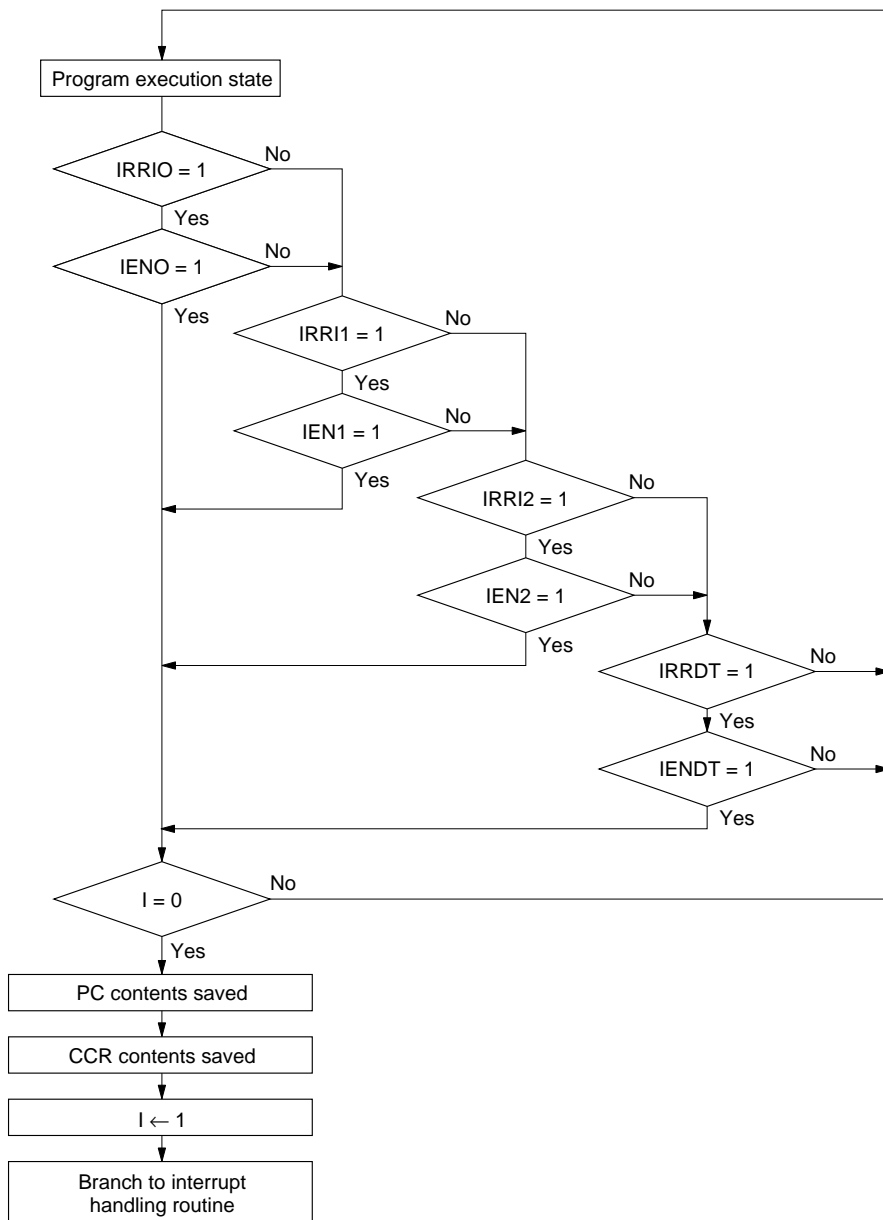 Program execution state
IRRIO = 1
No
Yes
IENO = 1
No
Yes
IRRI1 = 1
No
Yes
IEN1 = 1
No
Yes
IRRI2 = 1
No
Yes
IEN2 = 1
No
Yes
IRRDT = 1
No
Yes
IENDT = 1
No
Yes
I = 0
No
Yes
PC contents saved
CCR contents saved
I ← 1
Branch to interrupt
handling routine